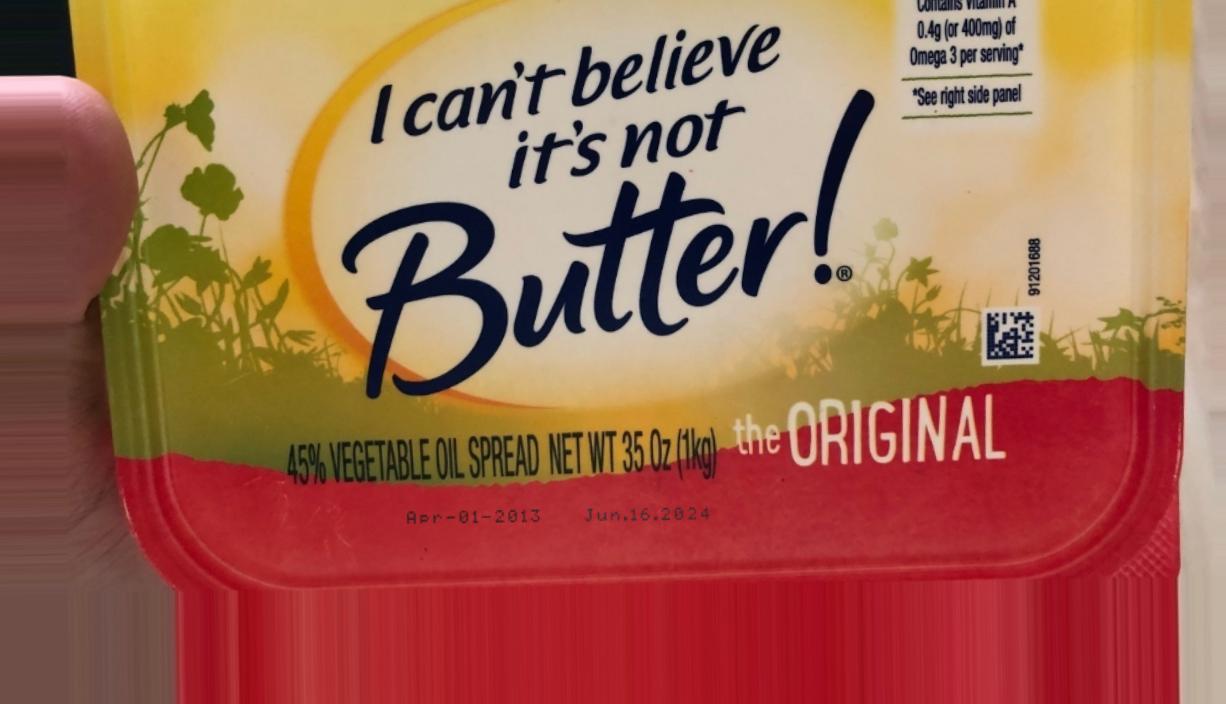 Contains Vitamin A
0.4g (or 400mg) of
Omega 3 per serving*
*See right side panel
I can't believe
it's not
Butter!®
91201688
the ORIGINAL
45% VEGETABLE OIL SPREAD NET WT 35 Oz (1kg)
Apr-01-2013 Jun.16.2024